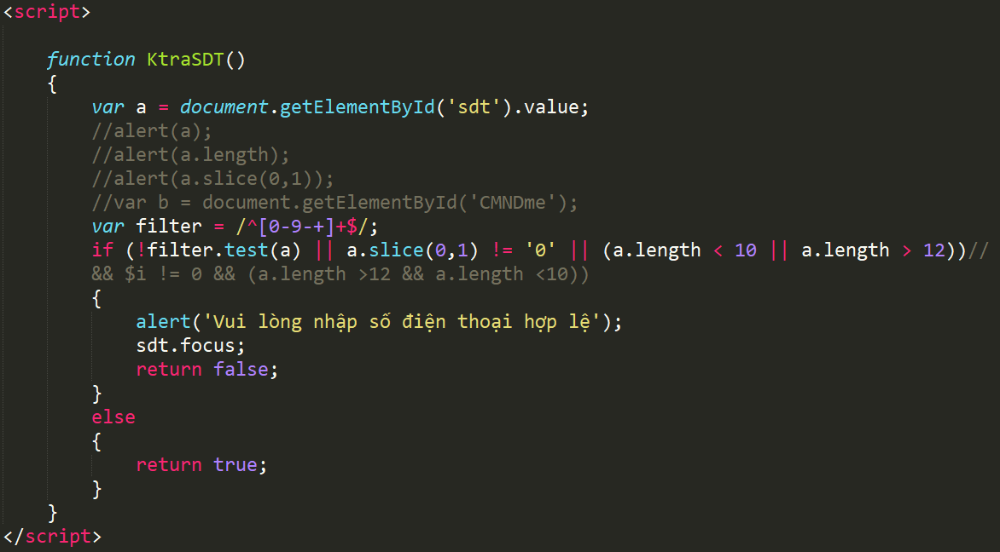 <script>
function KtraSDT()
{
var a = document.getElementById('sdt').value;
//alert(a);
//alert(a.length);
//alert(a.slice(0,1));
//var b = document.getElementById('CMNDme');
var filter = /^[0-9-+]+$/;
if (!filter.test(a) || a.slice(0,1) != '0' || (a.length < 10 || a.length > 12))//
&& $i != 0 && (a.length >12 && a.length <10))
{
alert('Vui lòng nhập số điện thoại hợp lệ');
sdt.focus;
return false;
}
else
{
return true;
}
}
</script>